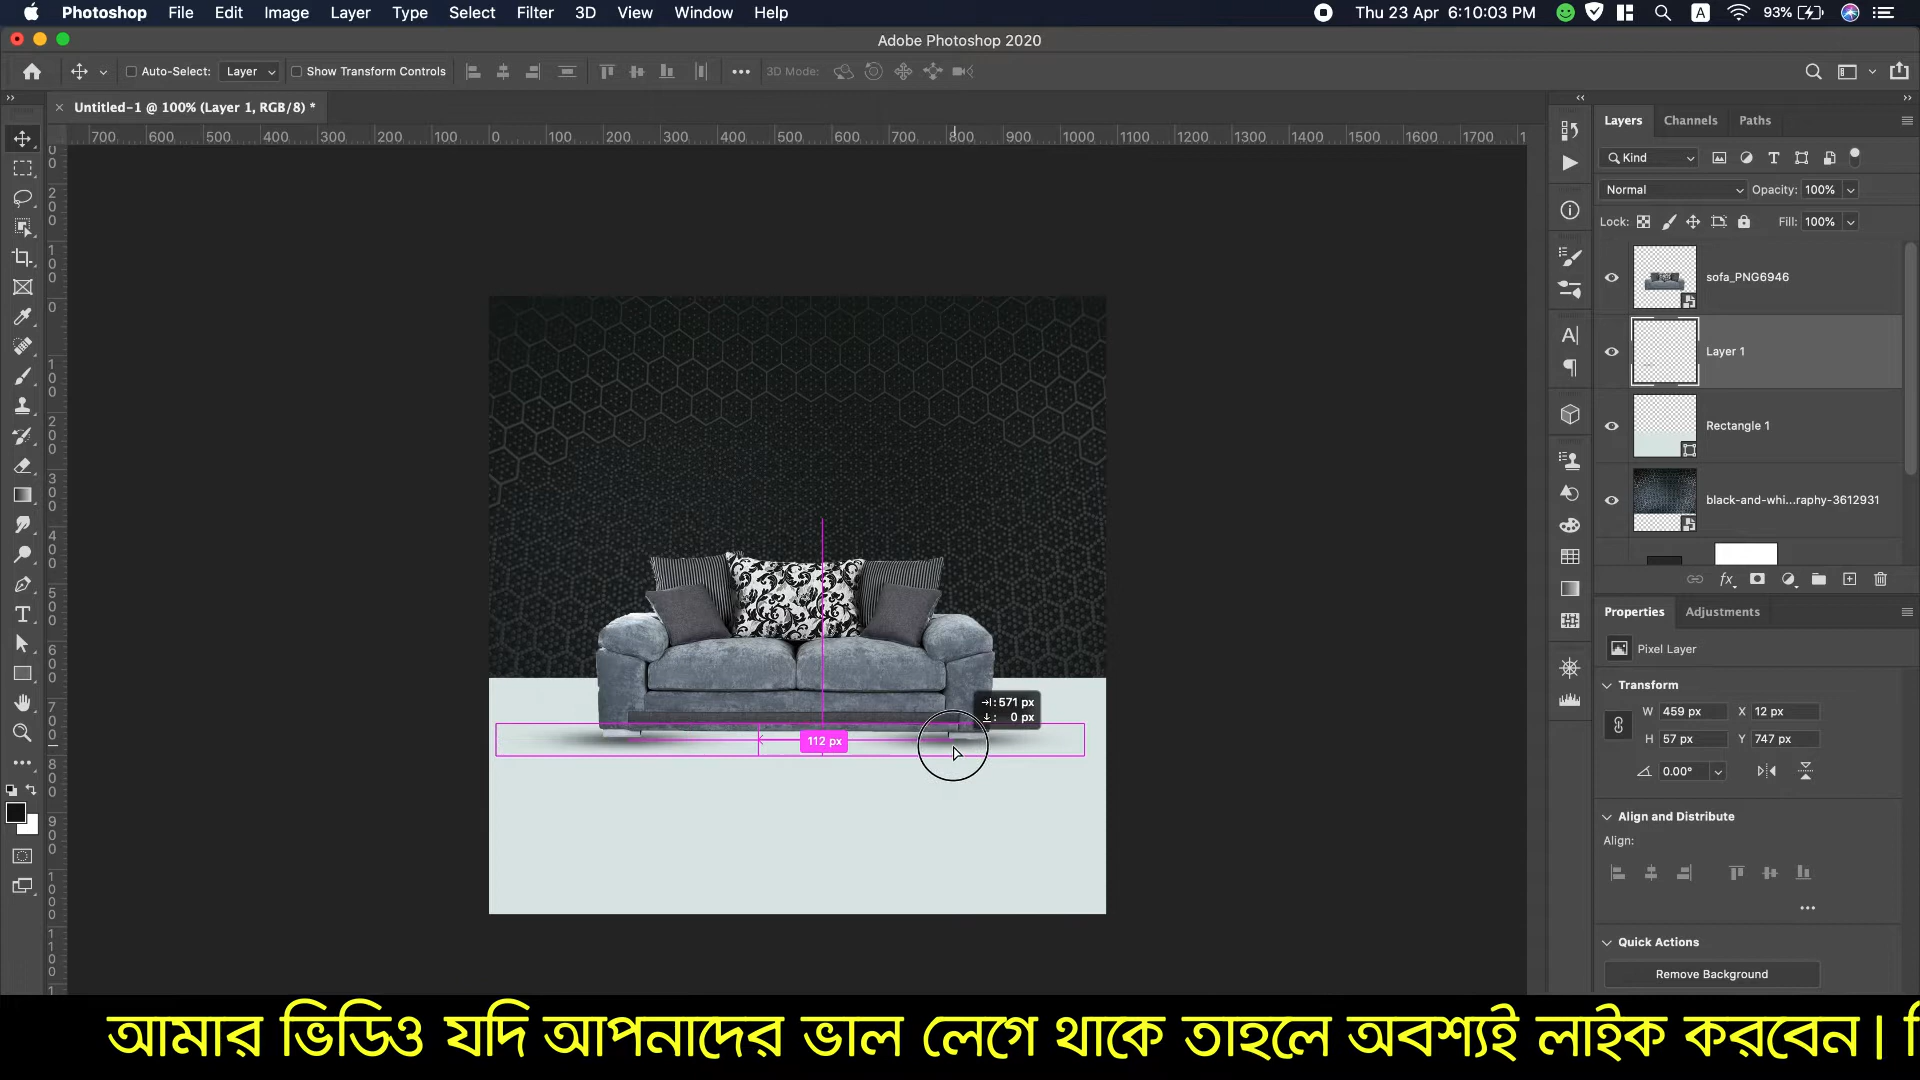 Photoshop File Edit Image Layer Type Select Filter 3D View Window Help Thu 23 Apr 6:10:03 PM A 93%
Adobe Photoshop 2020
Auto-Select: Layer Show Transform Controls 3D Mode:
Untitled-1 @ 100% (Layer 1, RGB/8) *
700 600 500 400 300 200 100 0 100 200 300 400 500 600 700 800 900 1000 1100 1200 1300 1400 1500 1600 1700
Layers Channels Paths
Kind
Normal Opacity: 100%
Lock: Fill: 100%
sofa_PNG6946
Layer 1
Rectangle 1
black-and-whi...raphy-3612931
fx
Properties Adjustments
Pixel Layer
Transform
W 459 px X 12 px
H 57 px Y 747 px
0.00°
Align and Distribute
Align:
Quick Actions
Remove Background
571 px
0 px
112 px
আমার ভিডিও যদি আপনাদের ভাল লেগে থাকে তাহলে অবশ্যই লাইক করবেন।